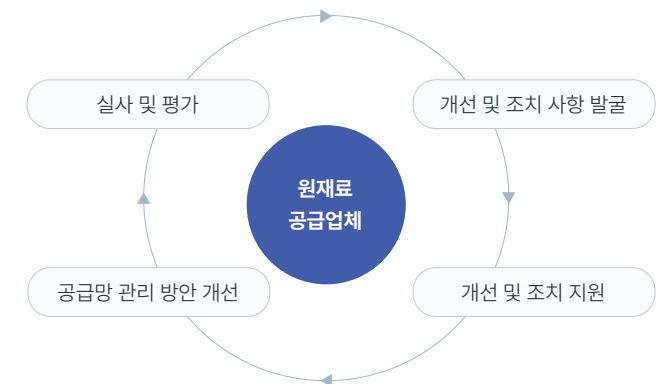 실사 및 평가
개선 및 조치 사항 발굴
원재료
공급업체
공급망 관리 방안 개선
개선 및 조치 지원